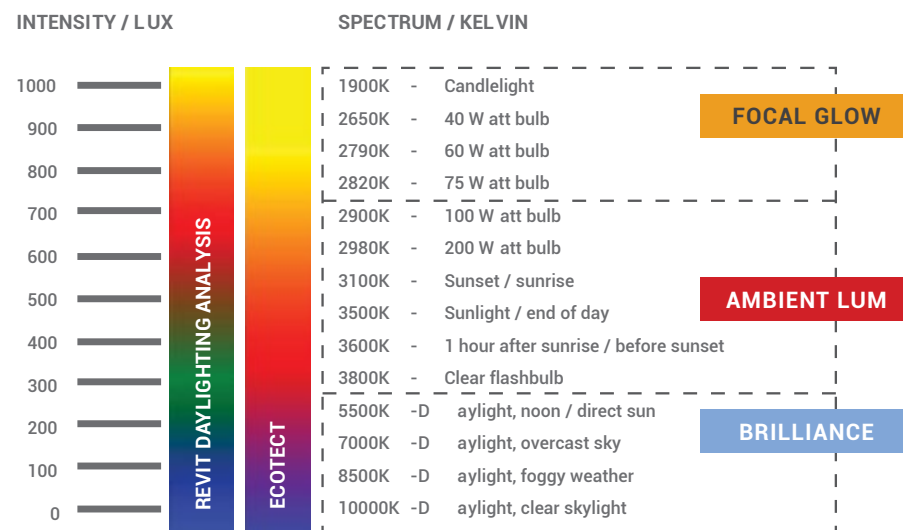 INTENSITY / LUX
SPECTRUM / KELVIN
1000
900
800
700
600
500
400
300
200
100
0
REVIT DAYLIGHTING ANALYSIS
ECOTECT
1900K - Candlelight
2650K - 40 W att bulb
2790K - 60 W att bulb
2820K - 75 W att bulb
2900K - 100 W att bulb
2980K - 200 W att bulb
3100K - Sunset / sunrise
3500K - Sunlight / end of day
3600K - 1 hour after sunrise / before sunset
3800K - Clear flashbulb
5500K -D aylight, noon / direct sun
7000K -D aylight, overcast sky
8500K -D aylight, foggy weather
10000K -D aylight, clear skylight
FOCAL GLOW
AMBIENT LUM
BRILLIANCE